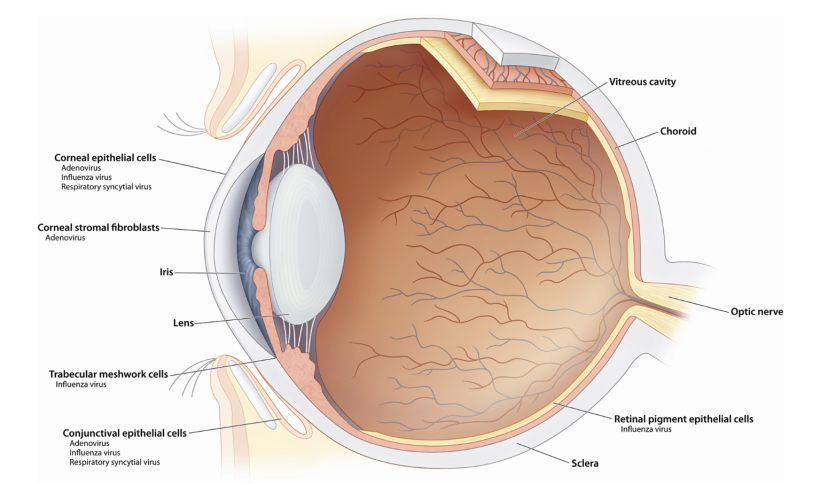 Vitreous cavity
Choroid
Corneal epithelial cells
Adenovirus
Influenza virus
Respiratory syncytial virus
Corneal stromal fibroblasts
Adenovirus
Iris
Lens
Optic nerve
Trabecular meshwork cells
Influenza virus
Conjunctival epithelial cells
Adenovirus
Influenza virus
Respiratory syncytial virus
Retinal pigment epithelial cells
Influenza virus
Sclera